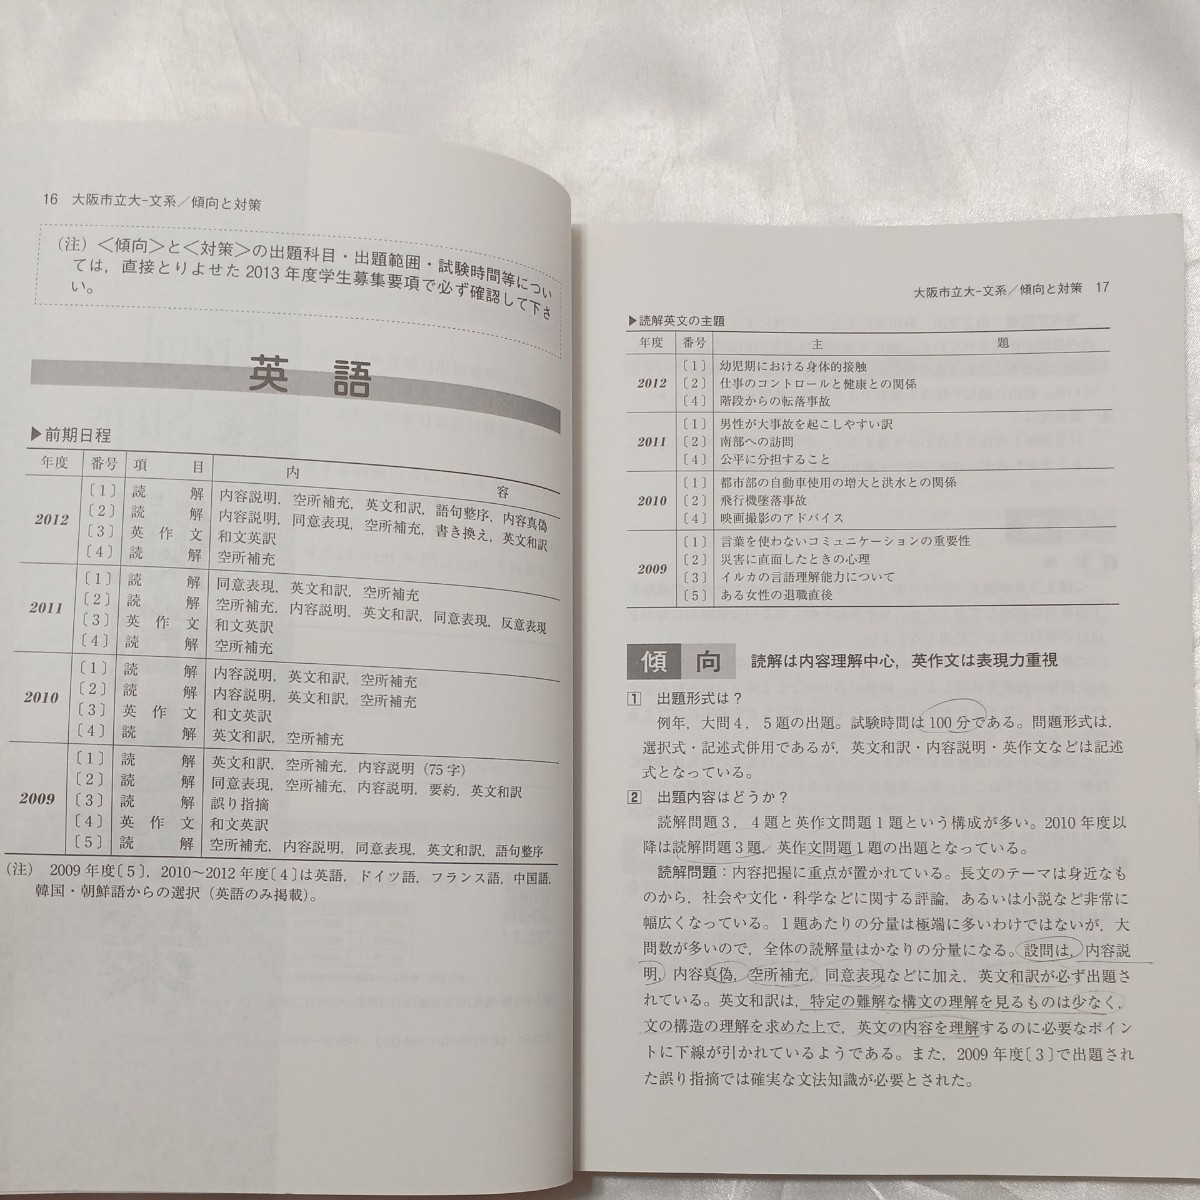 16 大阪市立大-文系／傾向と対策
（注）＜傾向＞と＜対策＞の出題科目・出題範囲・試験時間等につい
ては，直接とりよせた 2013 年度学生募集要項で必ず確認して下さ
い。
英 語
▶前期日程
年度 番号 項 目 内 容
2012 〔1〕 読 解 内容説明，空所補充，英文和訳，語句整序，内容真偽
〔2〕 読 解 内容説明，同意表現，空所補充，書き換え，英文和訳
〔3〕 英 作 文 和文英訳
〔4〕 読 解 空所補充
2011 〔1〕 読 解 同意表現，英文和訳，空所補充
〔2〕 読 解 空所補充，内容説明，英文和訳，同意表現，反意表現
〔3〕 英 作 文 和文英訳
〔4〕 読 解 空所補充
2010 〔1〕 読 解 内容説明，英文和訳，空所補充
〔2〕 読 解 内容説明，英文和訳，空所補充
〔3〕 英 作 文 和文英訳
〔4〕 読 解 英文和訳，空所補充
2009 〔1〕 読 解 英文和訳，空所補充，内容説明（75 字）
〔2〕 読 解 同意表現，空所補充，内容説明，要約，英文和訳
〔3〕 読 解 誤り指摘
〔4〕 英 作 文 和文英訳
〔5〕 読 解 空所補充，内容説明，同意表現，英文和訳，語句整序
（注） 2009 年度〔5〕，2010～2012 年度〔4〕は英語，ドイツ語，フランス語，中国語，
韓国・朝鮮語からの選択（英語のみ掲載）。
大阪市立大-文系／傾向と対策 17
▶読解英文の主題
年度 番号 主 題
2012 〔1〕 幼児期における身体的接触
〔2〕 仕事のコントロールと健康との関係
〔4〕 階段からの転落事故
2011 〔1〕 男性が大事故を起こしやすい訳
〔2〕 南部への訪問
〔4〕 公平に分担すること
2010 〔1〕 都市部の自動車使用の増大と洪水との関係
〔2〕 飛行機墜落事故
〔4〕 映画撮影のアドバイス
2009 〔1〕 言葉を使わないコミュニケーションの重要性
〔2〕 災害に直面したときの心理
〔3〕 イルカの言語理解能力について
〔5〕 ある女性の退職直後
傾 向 読解は内容理解中心，英作文は表現力重視
1 出題形式は？
例年，大問 4，5 題の出題。試験時間は 100 分である。問題形式は，
選択式・記述式併用であるが，英文和訳・内容説明・英作文などは記述
式となっている。
2 出題内容はどうか？
読解問題 3，4 題と英作文問題 1 題という構成が多い。2010 年度以
降は読解問題 3 題，英作文問題 1 題の出題となっている。
読解問題：内容把握に重点が置かれている。長文のテーマは身近なも
のから，社会や文化・科学などに関する評論，あるいは小説など非常に
幅広くなっている。1 題あたりの分量は極端に多いわけではないが，大
問数が多いので，全体の読解量はかなりの分量になる。設問は，内容説
明，内容真偽，空所補充，同意表現などに加え，英文和訳が必ず出題さ
れている。英文和訳は，特定の難解な構文の理解を見るものは少なく，
文の構造の理解を求めた上で，英文の内容を理解するのに必要なポイン
トに下線が引かれているようである。また，2009 年度〔3〕で出題され
た誤り指摘では確実な文法知識が必要とされた。